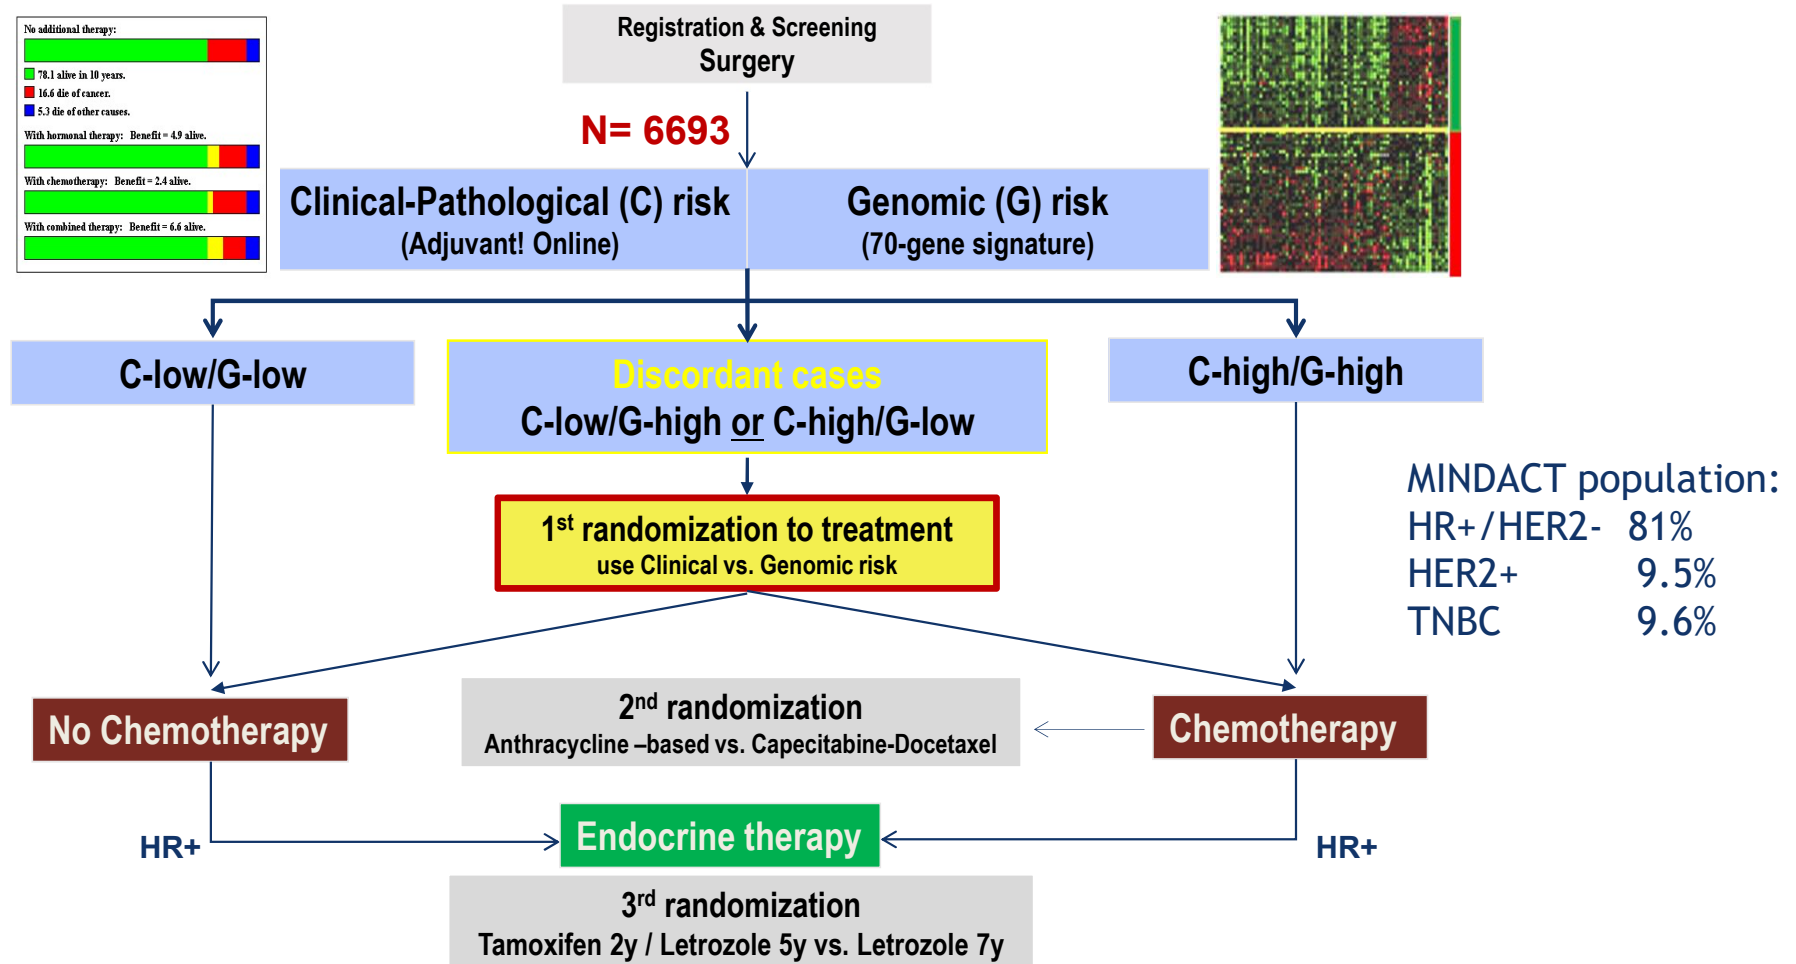 No additional therapy:
78.1 alive in 10 years.
16.6 die of cancer.
5.3 die of other causes.
With hormonal therapy: Benefit = 4.9 alive.
With chemotherapy: Benefit = 2.4 alive.
With combined therapy: Benefit = 6.6 alive.
Registration & Screening
Surgery
N= 6693
Clinical-Pathological (C) risk
(Adjuvant! Online)
Genomic (G) risk
(70-gene signature)
C-low/G-low
Discordant cases
C-low/G-high or C-high/G-low
C-high/G-high
1st randomization to treatment
use Clinical vs. Genomic risk
MINDACT population:
HR+/HER2- 81%
HER2+ 9.5%
TNBC 9.6%
No Chemotherapy
2nd randomization
Anthracycline –based vs. Capecitabine-Docetaxel
Chemotherapy
HR+
Endocrine therapy
HR+
3rd randomization
Tamoxifen 2y / Letrozole 5y vs. Letrozole 7y